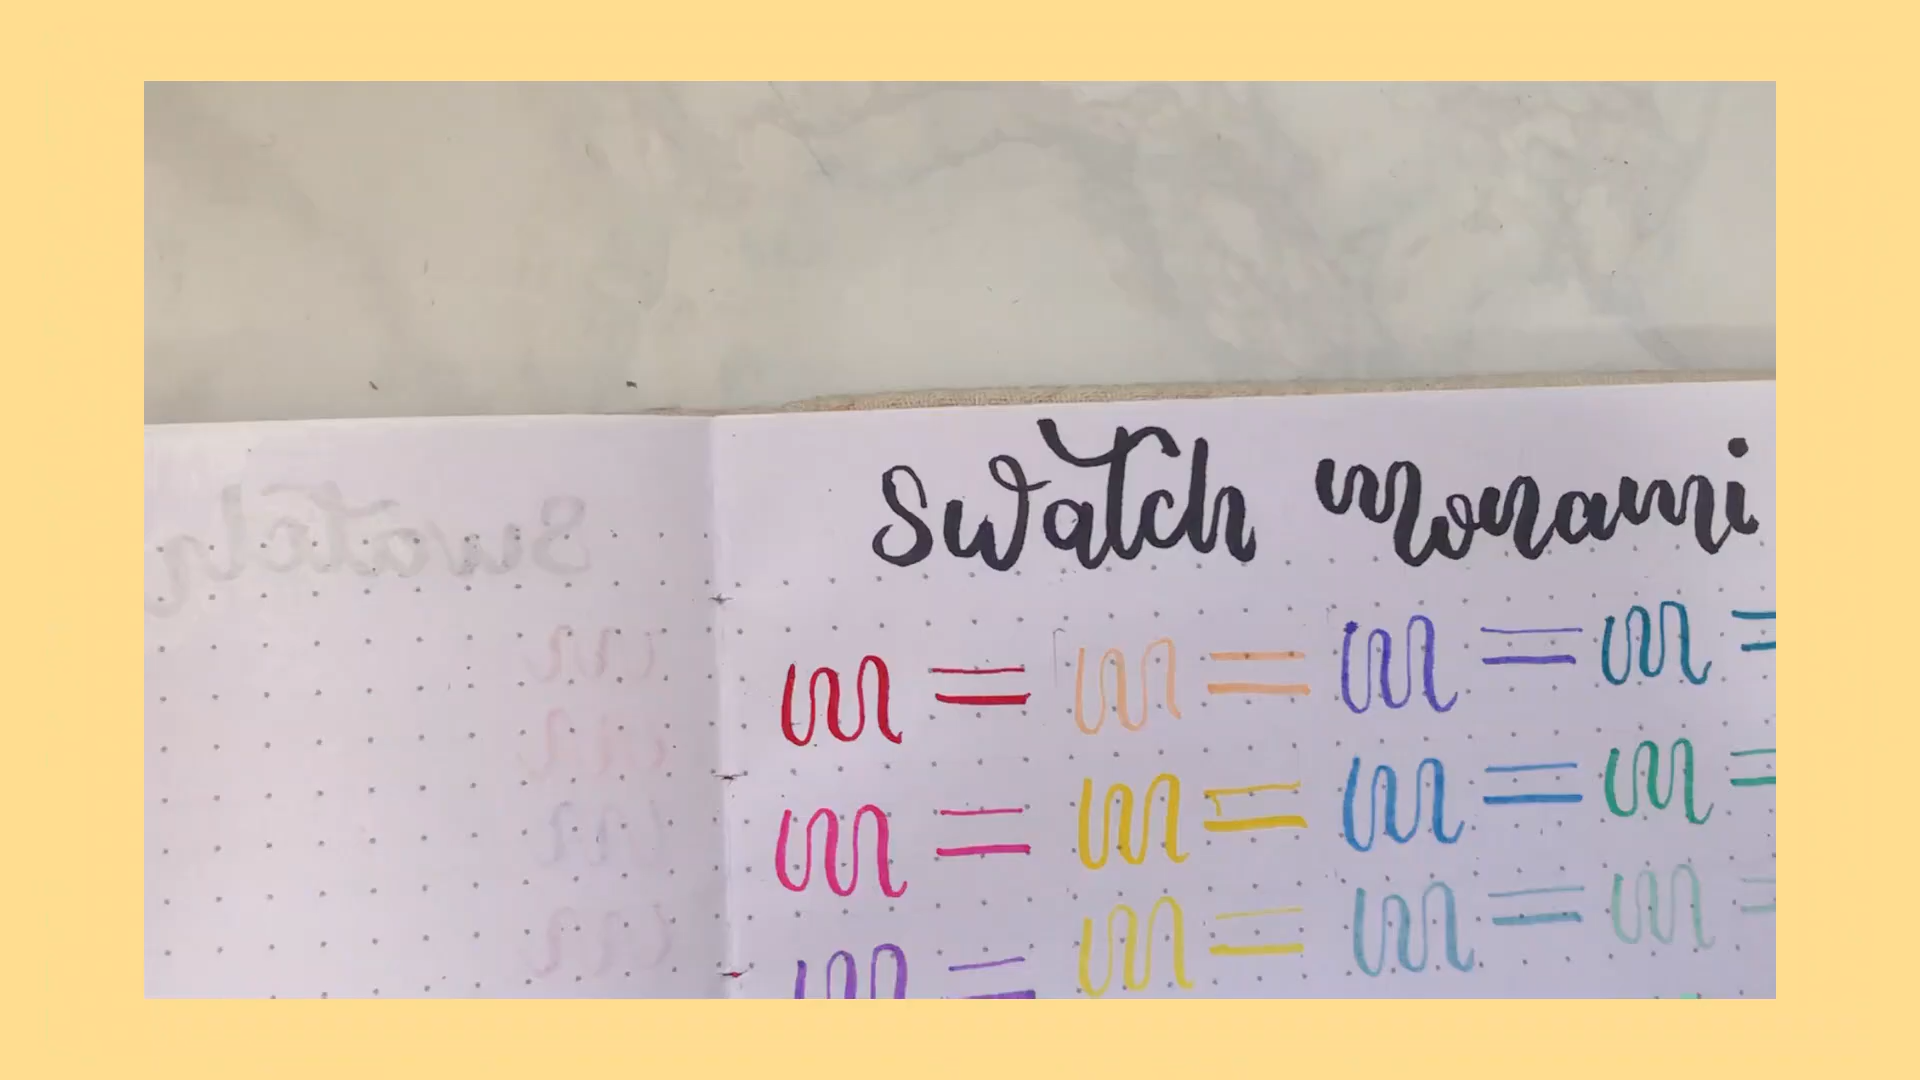 Swatch monami
m = m = m = m =
m = m = m = m =
m = m = m = m =